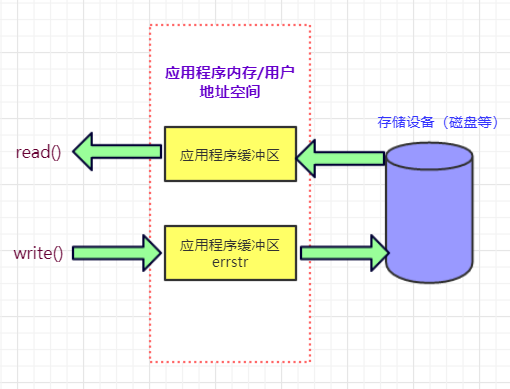 应用程序内存/用户
地址空间
存储设备（磁盘等）
read()
应用程序缓冲区
write()
应用程序缓冲区
errstr